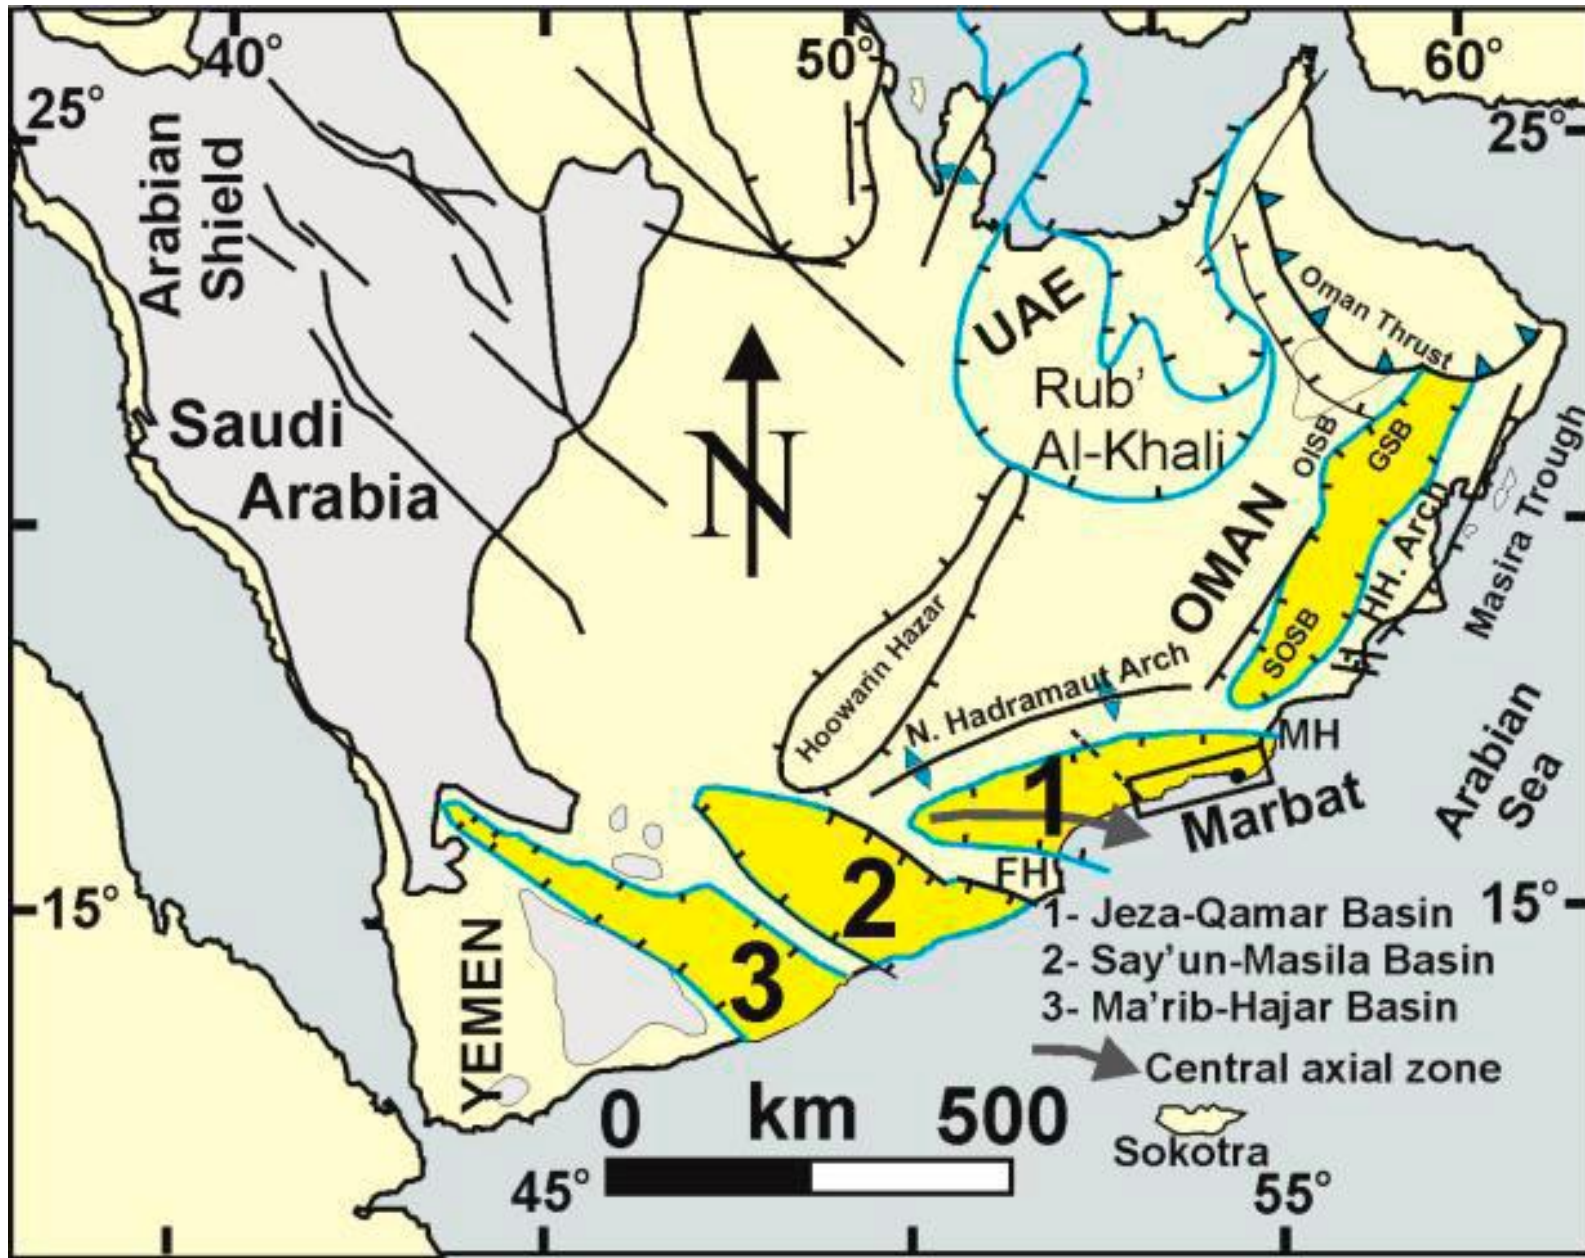 40°
50°
60°
25°
25°
Arabian
Shield
UAE
Oman Thrust
Rub'
Al-Khali
Saudi
Arabia
N
OISB
GSB
OMAN
HH. Arch
Masira Trough
Hoowarin Hazar
SOSB
N. Hadramaut Arch
MH
Arabian
Sea
1
Marbat
FH
2
15°
15°
1- Jeza-Qamar Basin
2- Say'un-Masila Basin
3- Ma'rib-Hajar Basin
3
YEMEN
Central axial zone
0 km 500
Sokotra
45°
55°